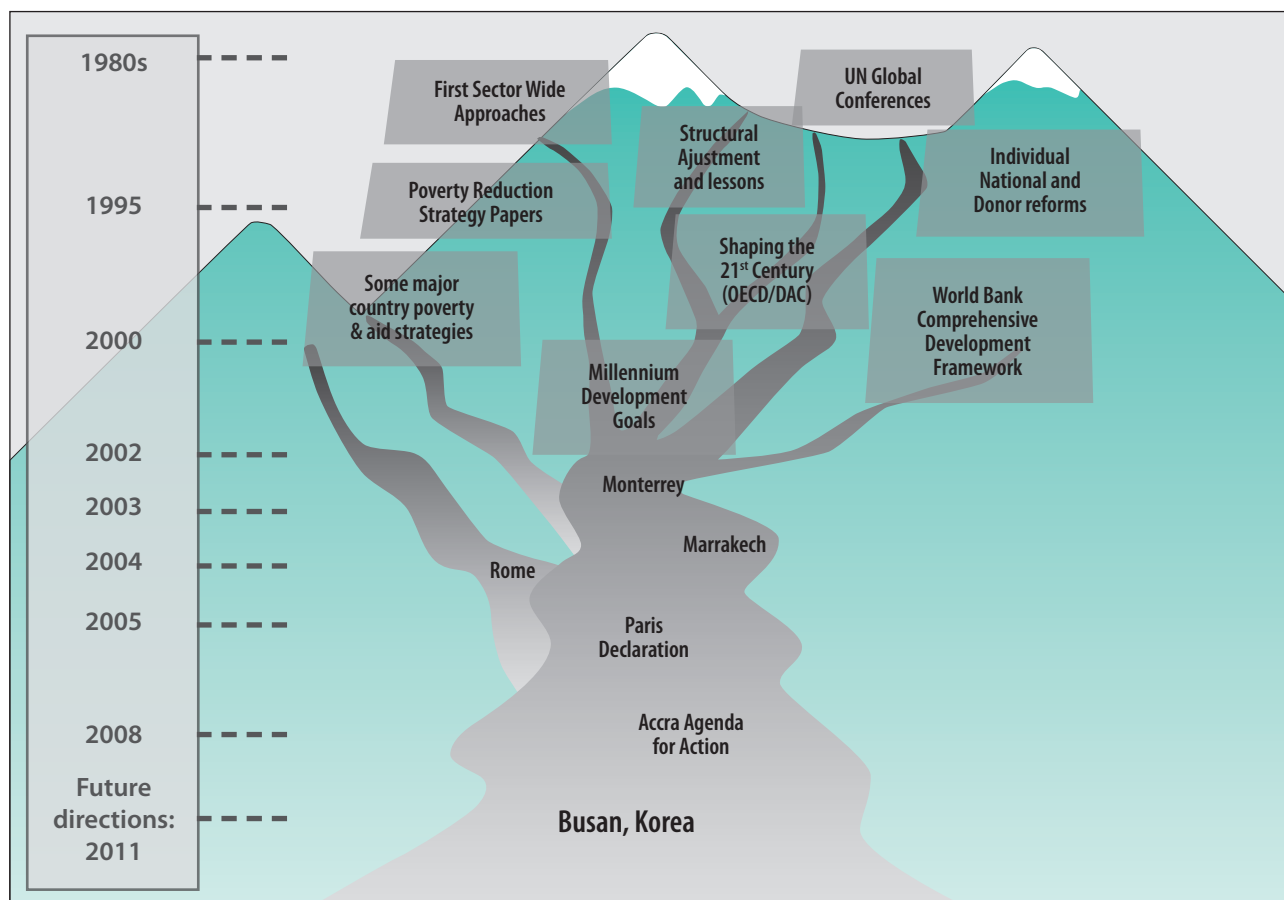 1980s
1995
2000
2002
2003
2004
2005
2008
Future
directions:
2011
First Sector Wide
Approaches
UN Global
Conferences
Structural
Ajustment
and lessons
Individual
National and
Donor reforms
Poverty Reduction
Strategy Papers
Shaping the
21st Century
(OECD/DAC)
Some major
country poverty
& aid strategies
World Bank
Comprehensive
Development
Framework
Millennium
Development
Goals
Monterrey
Marrakech
Rome
Paris
Declaration
Accra Agenda
for Action
Busan, Korea